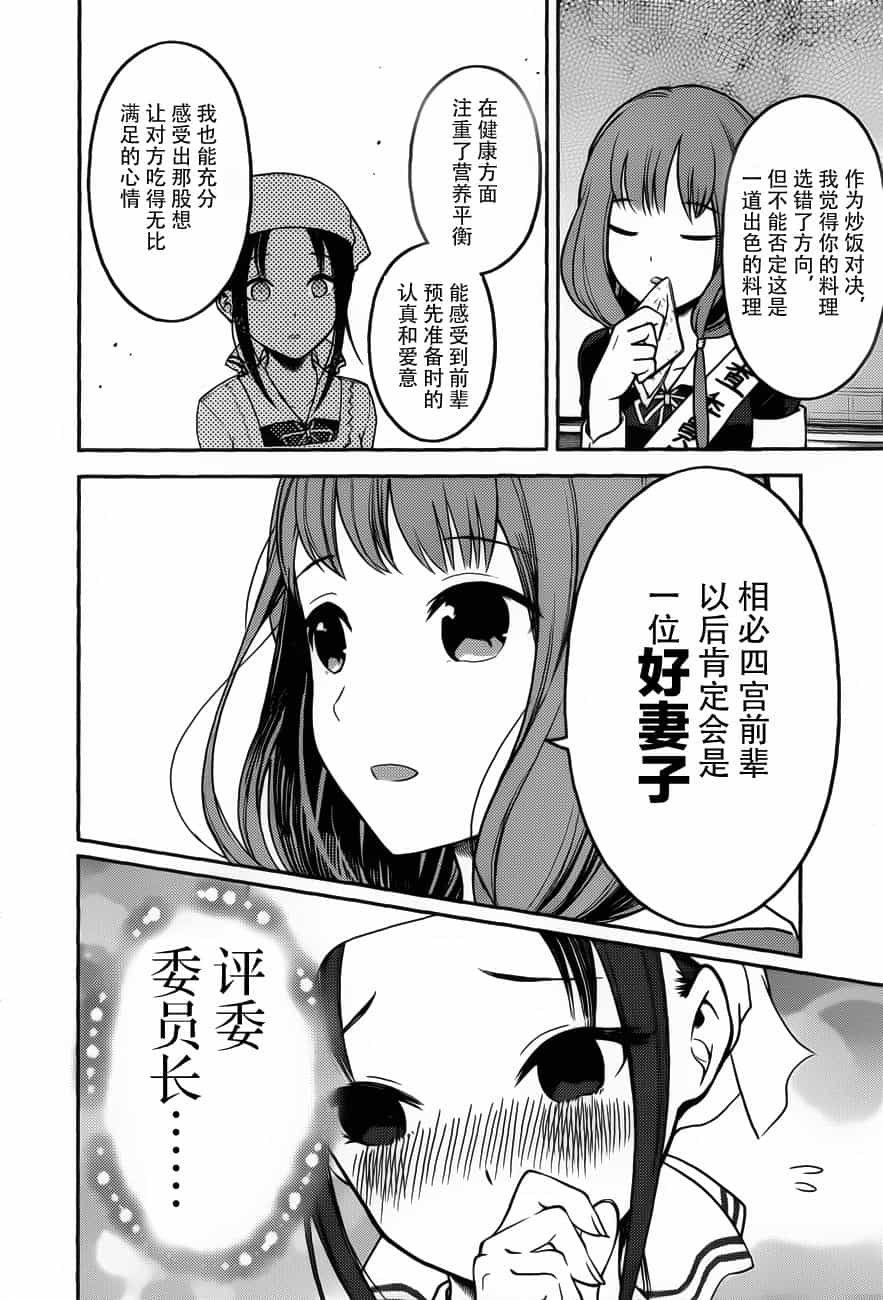 作为炒饭对决,
我觉得你的料理
选错了方向,
但不能否定这是
一道出色的料理
查委員
在健康方面
注重了营养平衡
能感受到前辈
预先准备时的
认真和爱意
我也能充分
感受出那股想
让对方吃得无比
满足的心情
相必四宫前辈
以后肯定会是
一位好妻子
评委
委员长……